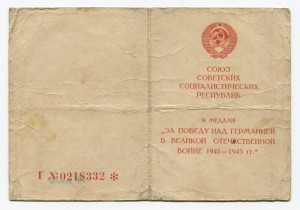 СОЮЗ
СОВЕТСКИХ
СОЦИАЛИСТИЧЕСКИХ
РЕСПУБЛИК
К МЕДАЛИ
"ЗА ПОБЕДУ НАД ГЕРМАНИЕЙ
В ВЕЛИКОЙ ОТЕЧЕСТВЕННОЙ
ВОЙНЕ 1941—1945 гг."
Г №0218332 *